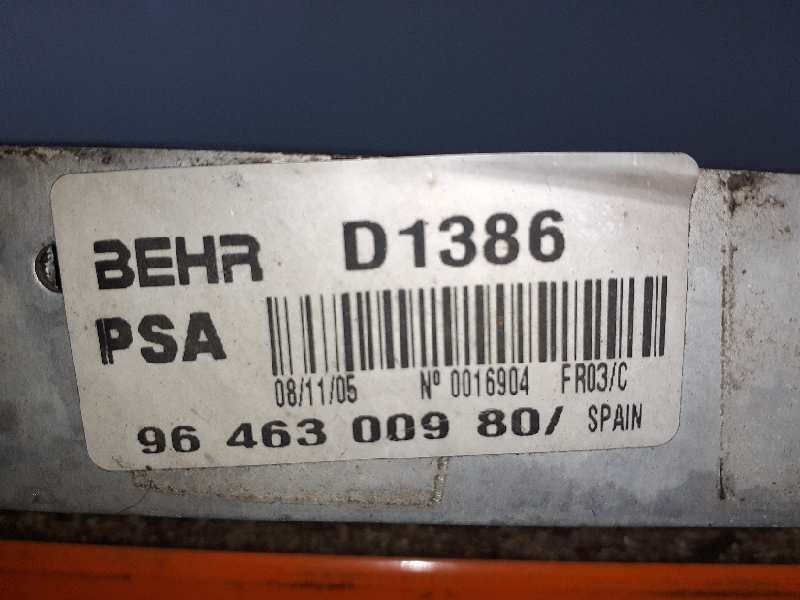 BEHR D1386
PSA
08/11/05 Nº 0016904 FR03/C
96 463 009 80/ SPAIN